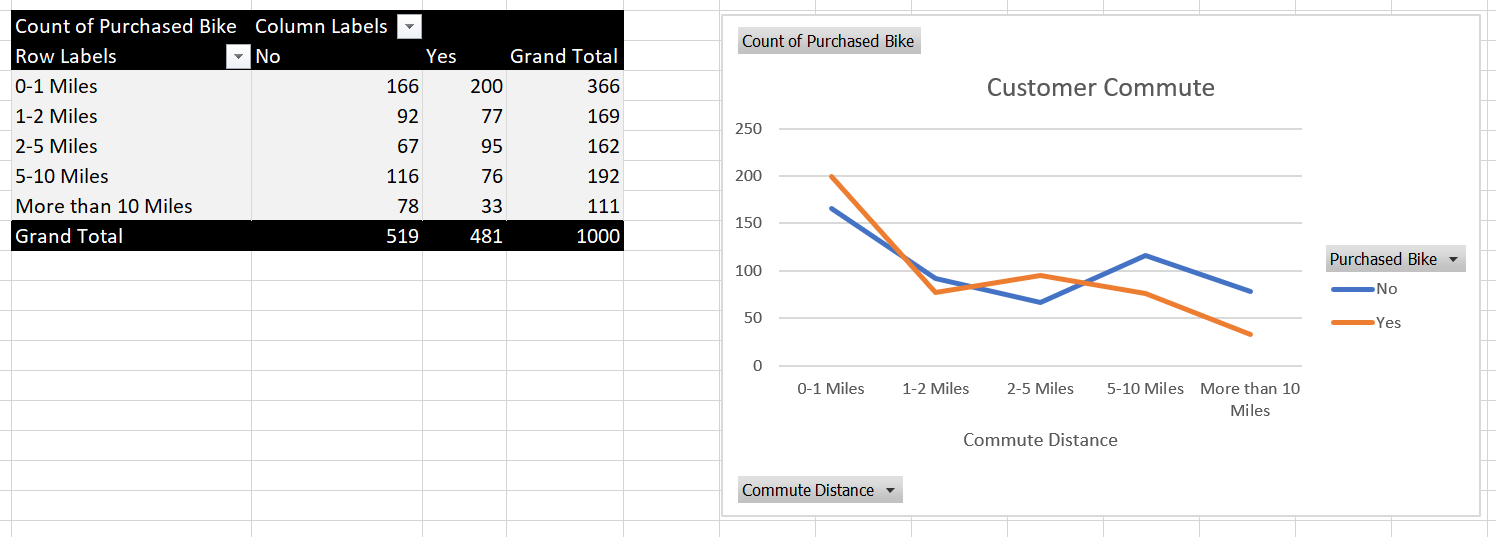 Count of Purchased Bike Column Labels
Row Labels No Yes Grand Total
0-1 Miles 166 200 366
1-2 Miles 92 77 169
2-5 Miles 67 95 162
5-10 Miles 116 76 192
More than 10 Miles 78 33 111
Grand Total 519 481 1000
Count of Purchased Bike
Customer Commute
250
200
150
100
50
0
0-1 Miles 1-2 Miles 2-5 Miles 5-10 Miles More than 10
Miles
Commute Distance
Purchased Bike
No
Yes
Commute Distance